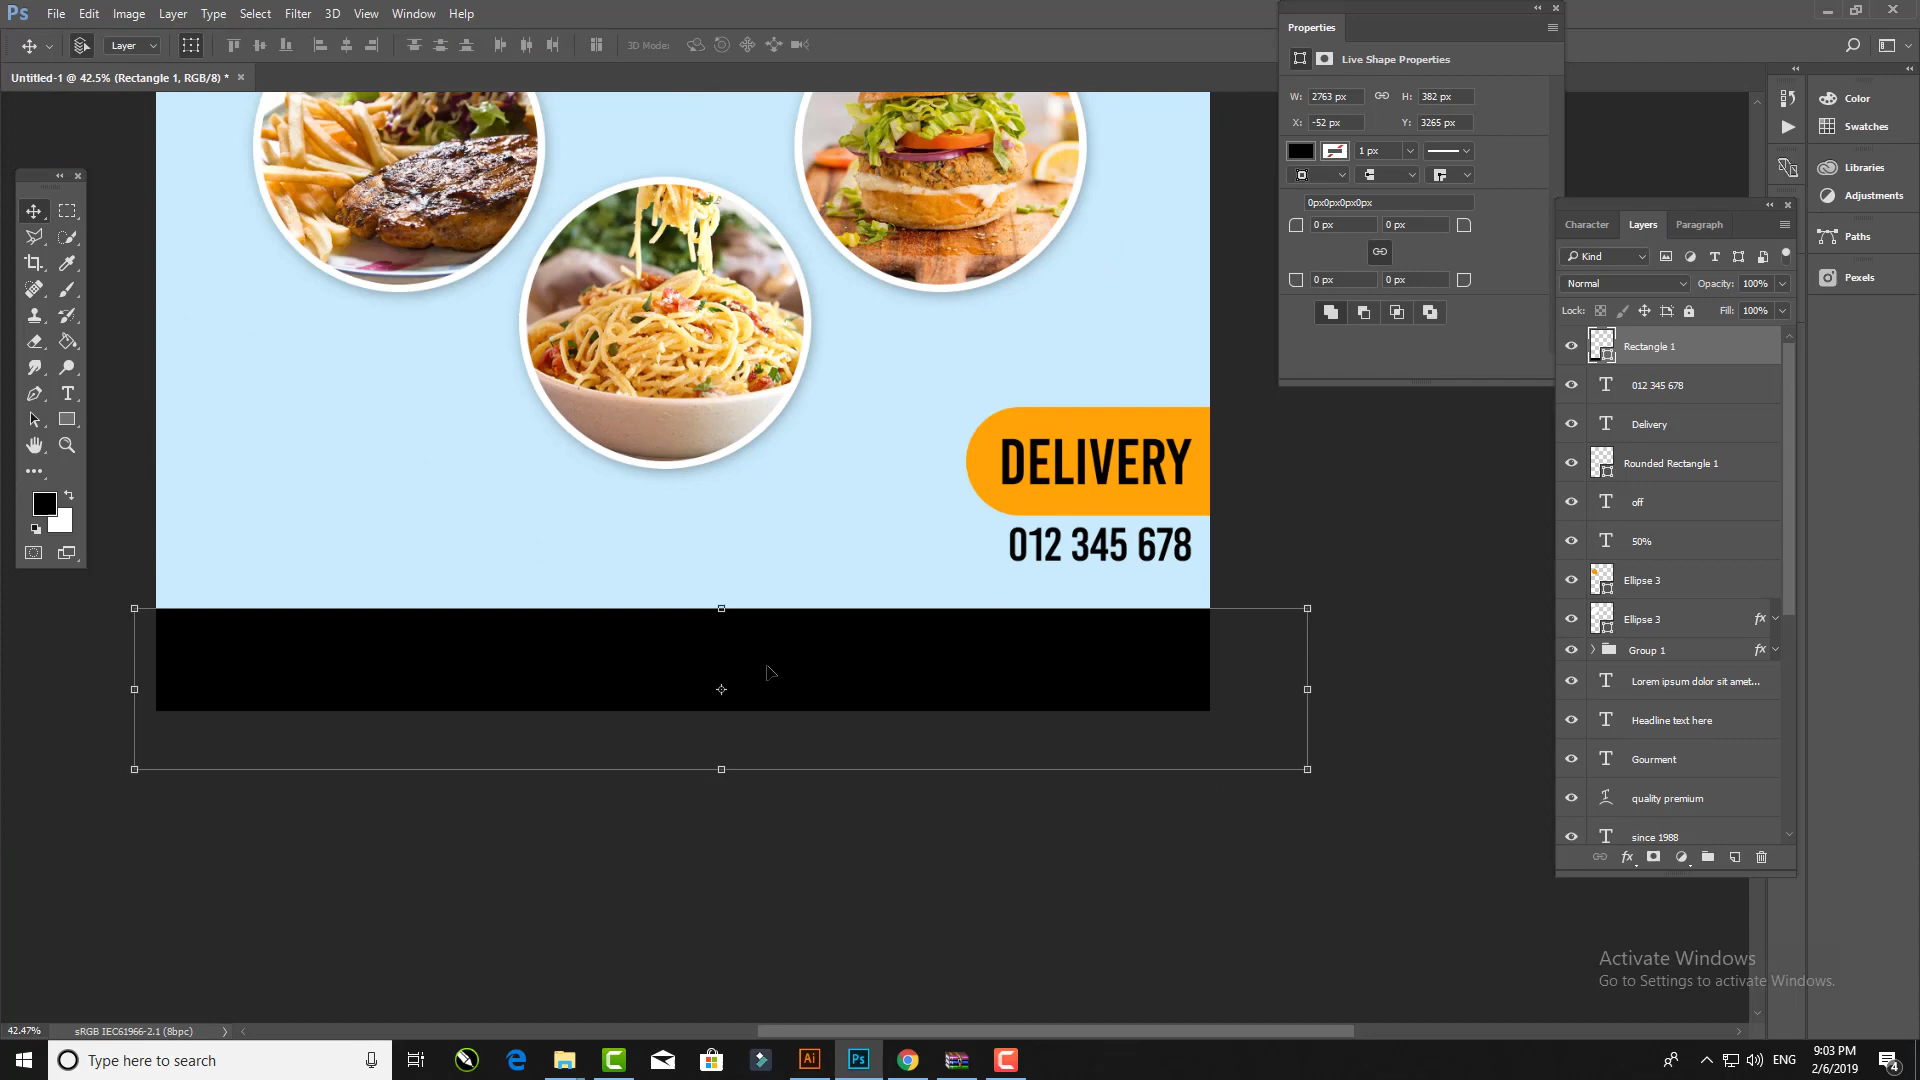 Ps File Edit Image Layer Type Select Filter 3D View Window Help
Layer 3D Mode:
Untitled-1 @ 42.5% (Rectangle 1, RGB/8) *
Properties
Live Shape Properties
W: 2763 px H: 382 px
X: -52 px Y: 3265 px
1 px
0px0px0px0px
0 px 0 px
0 px 0 px
Color
Swatches
Libraries
Adjustments
Paths
Pexels
Character Layers Paragraph
Kind
Normal Opacity: 100%
Lock: Fill: 100%
Rectangle 1
012 345 678
Delivery
Rounded Rectangle 1
off
50%
Ellipse 3
Ellipse 3 fx
Group 1 fx
Lorem ipsum dolor sit amet...
Headline text here
Gourment
quality premium
since 1988
fx
DELIVERY
012 345 678
Activate Windows
Go to Settings to activate Windows.
42.47% sRGB IEC61966-2.1 (8bpc)
Type here to search
Ai Ps
ENG
9:03 PM
2/6/2019
4